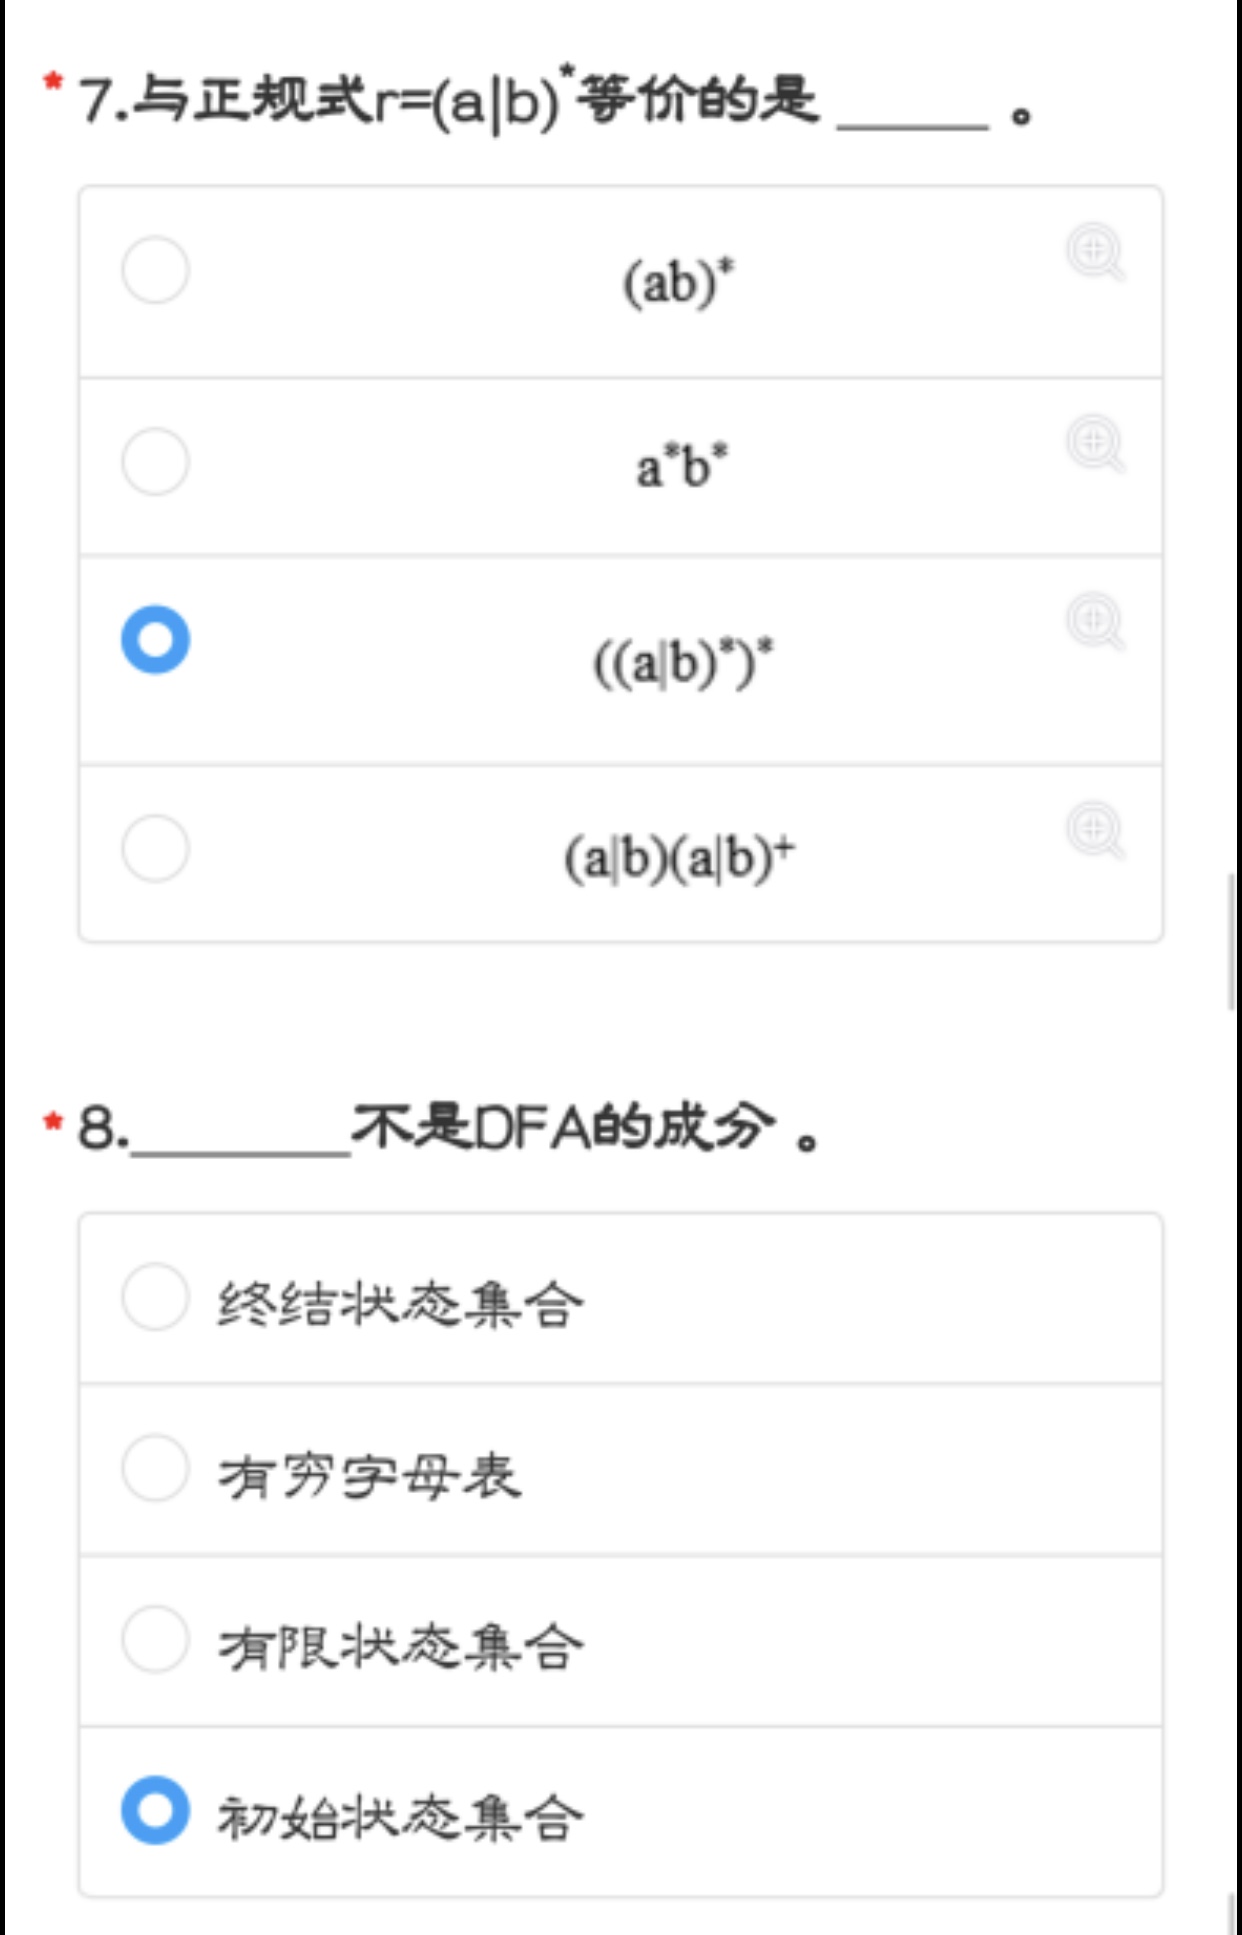 * 7.与正规式r=(a|b)*等价的是 _____ 。
(ab)*
a*b*
((a|b)*)*
(a|b)(a|b)+
* 8._______不是DFA的成分。
终结状态集合
有穷字母表
有限状态集合
初始状态集合